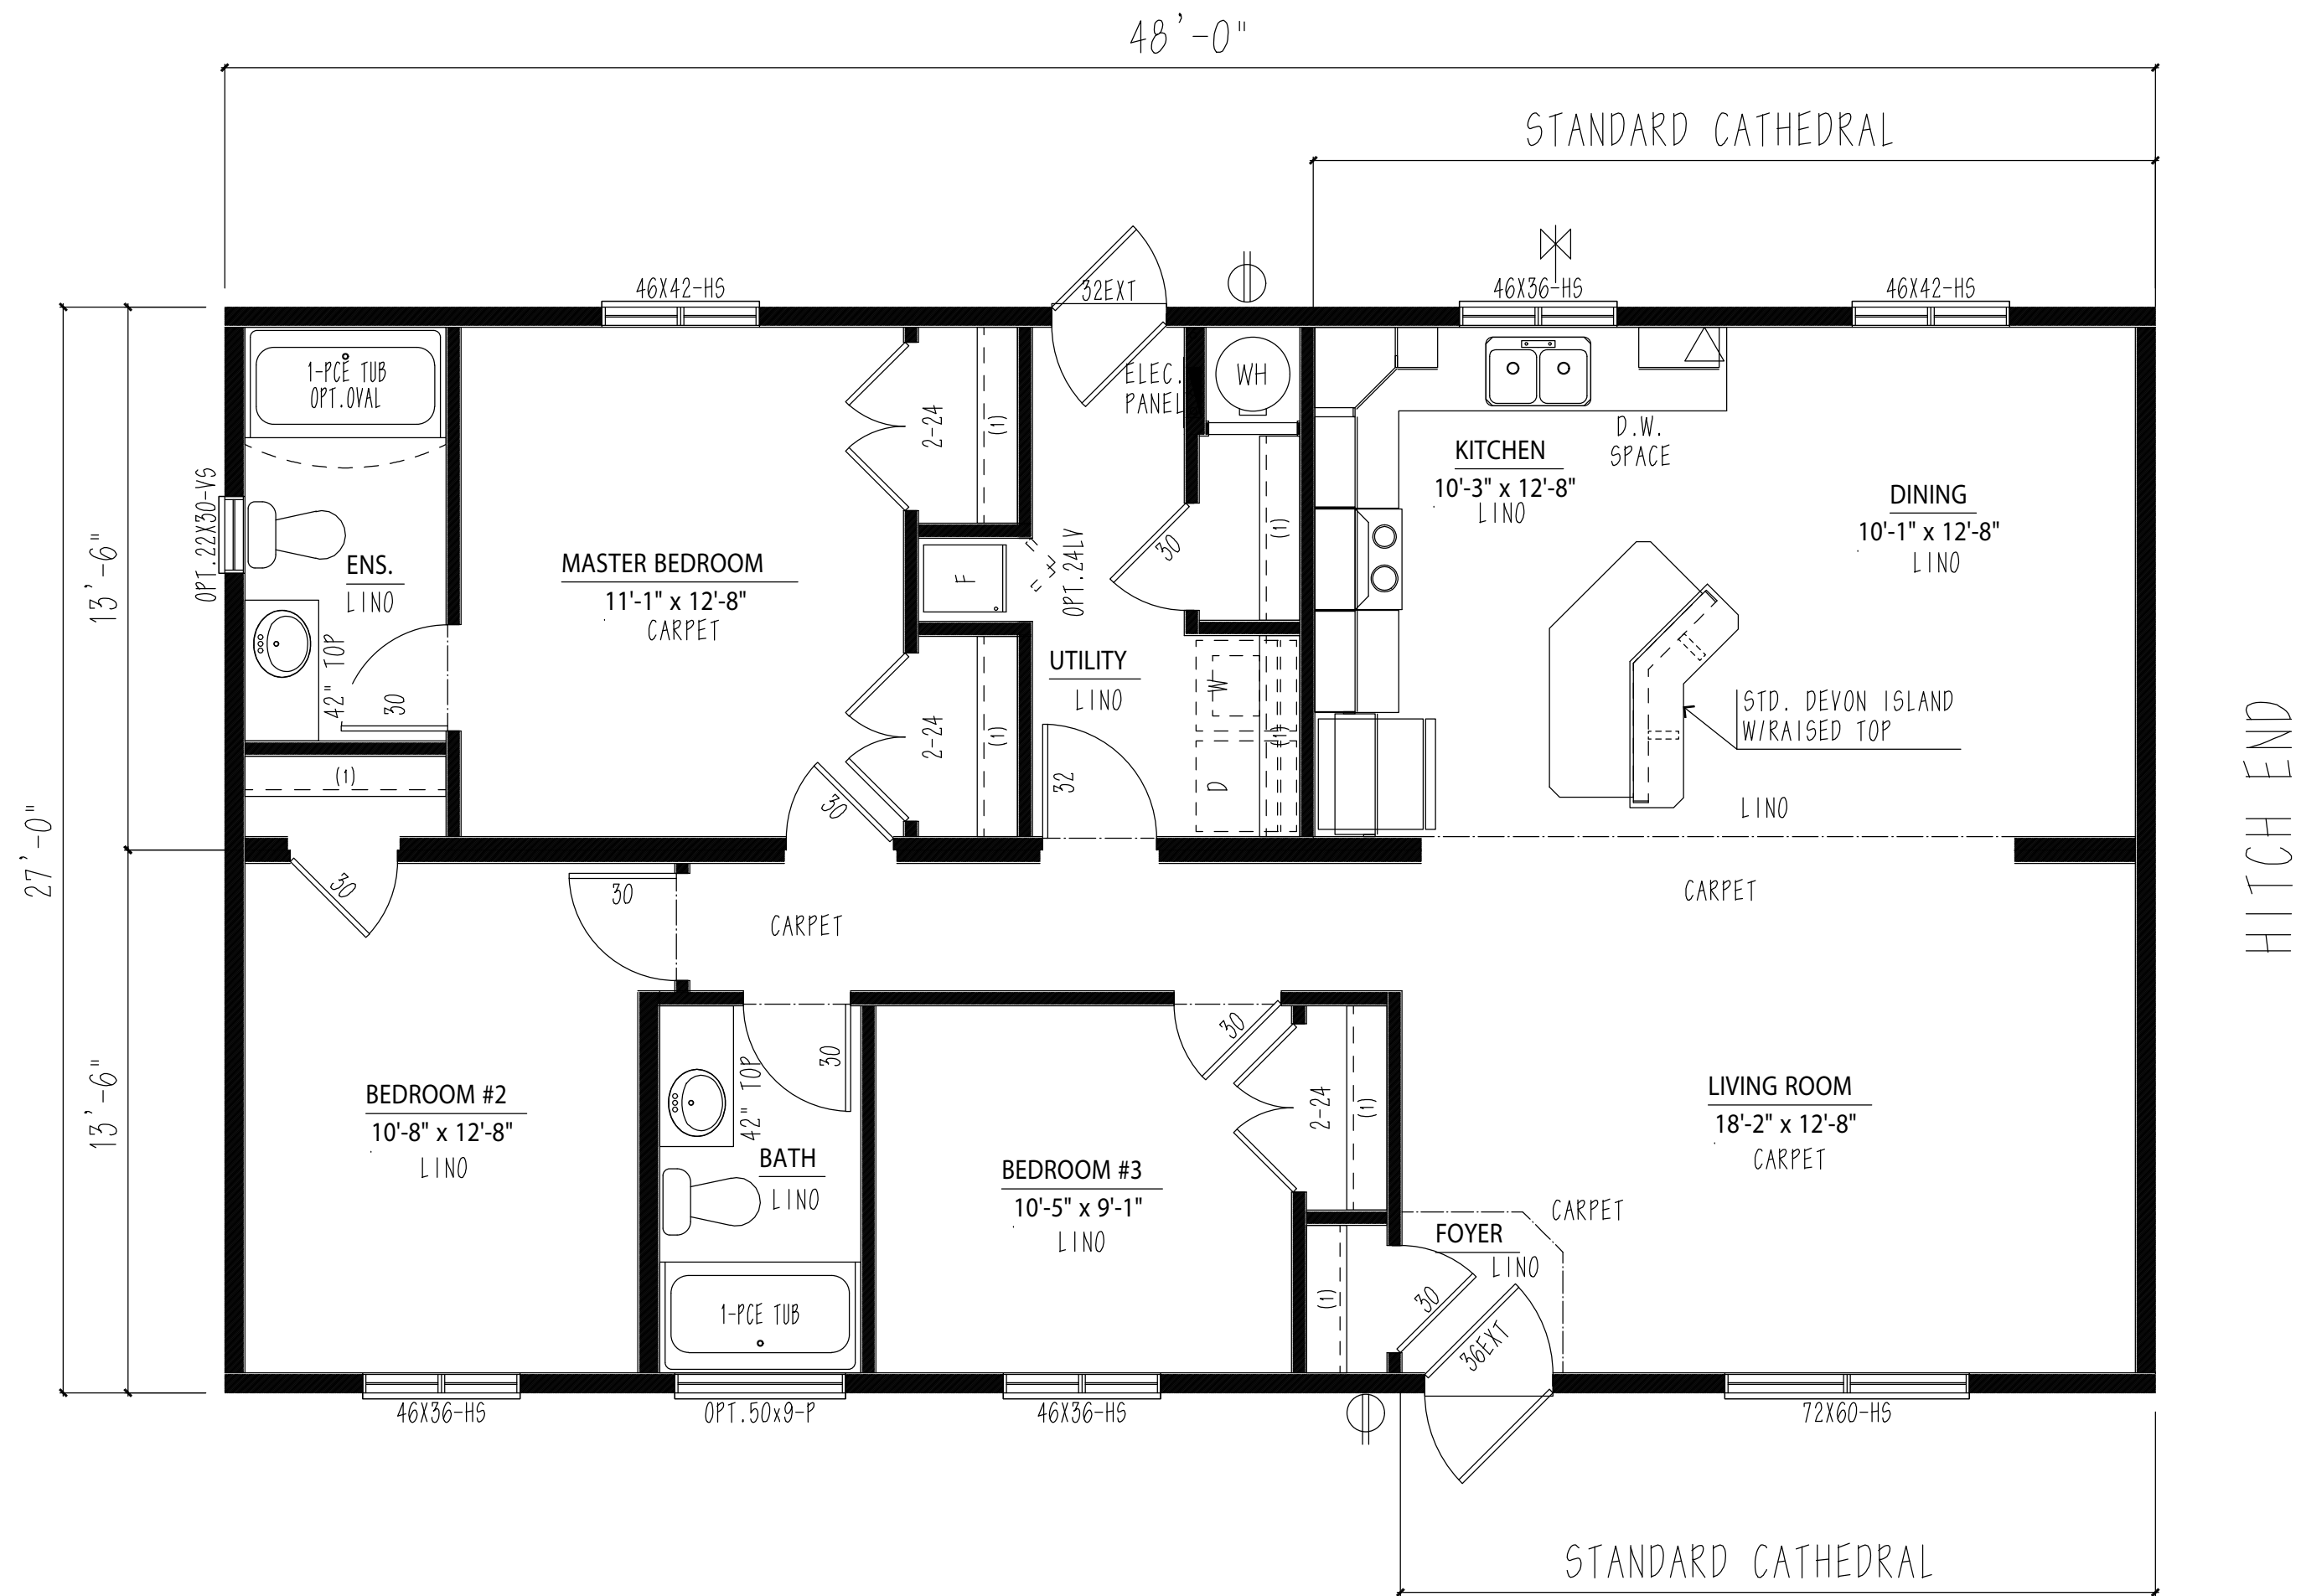 48'-0"
STANDARD CATHEDRAL
46X42-HS
32EXT
46X36-HS
46X42-HS
1-PCE TUB
OPT.OVAL
ELEC.
PANEL
WH
2-24
(1)
D.W.
SPACE
KITCHEN
10'-3" x 12'-8"
LINO
DINING
10'-1" x 12'-8"
LINO
OPT.22X30-VS
13'-6"
ENS.
LINO
MASTER BEDROOM
11'-1" x 12'-8"
CARPET
F
OPT.24LV
30
(1)
42" TOP
30
UTILITY
LINO
W
D
(1)
STD. DEVON ISLAND
W/RAISED TOP
HITCH END
2-24
(1)
(1)
30
32
LINO
27'-0"
30
30
CARPET
CARPET
13'-6"
BEDROOM #2
10'-8" x 12'-8"
LINO
42" TOP
30
BATH
LINO
1-PCE TUB
BEDROOM #3
10'-5" x 9'-1"
LINO
30
2-24
(1)
LIVING ROOM
18'-2" x 12'-8"
CARPET
CARPET
FOYER
LINO
(1)
30
36EXT
46X36-HS
OPT.50x9-P
46X36-HS
72X60-HS
STANDARD CATHEDRAL